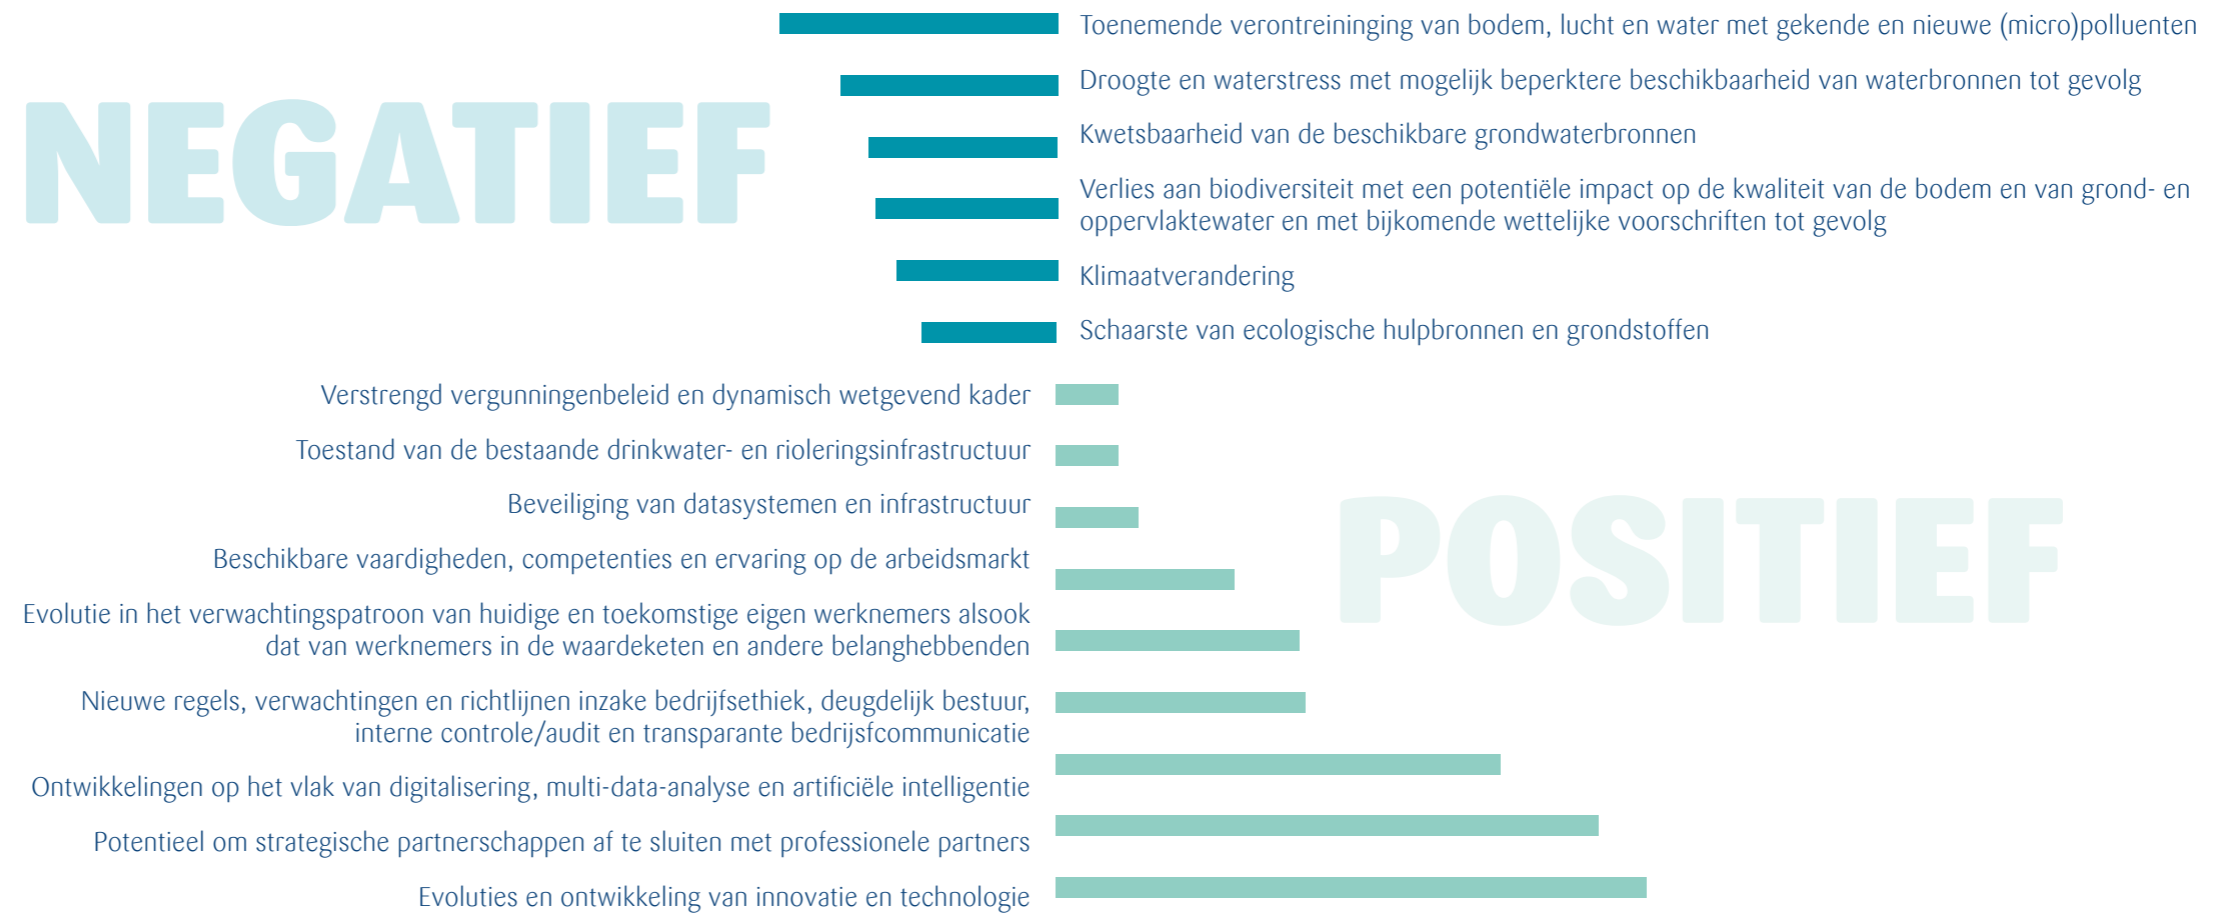 NEGATIEF
Toenemende verontreininging van bodem, lucht en water met gekende en nieuwe (micro)polluenten
Droogte en waterstress met mogelijk beperktere beschikbaarheid van waterbronnen tot gevolg
Kwetsbaarheid van de beschikbare grondwaterbronnen
Verlies aan biodiversiteit met een potentiële impact op de kwaliteit van de bodem en van grond- en
oppervlaktewater en met bijkomende wettelijke voorschriften tot gevolg
Klimaatverandering
Schaarste van ecologische hulpbronnen en grondstoffen
Verstrengd vergunningenbeleid en dynamisch wetgevend kader
Toestand van de bestaande drinkwater- en rioleringsinfrastructuur
Beveiliging van datasystemen en infrastructuur
POSITIEF
Beschikbare vaardigheden, competenties en ervaring op de arbeidsmarkt
Evolutie in het verwachtingspatroon van huidige en toekomstige eigen werknemers alsook
dat van werknemers in de waardeketen en andere belanghebbenden
Nieuwe regels, verwachtingen en richtlijnen inzake bedrijfsethiek, deugdelijk bestuur,
interne controle/audit en transparante bedrijsfcommunicatie
Ontwikkelingen op het vlak van digitalisering, multi-data-analyse en artificiële intelligentie
Potentieel om strategische partnerschappen af te sluiten met professionele partners
Evoluties en ontwikkeling van innovatie en technologie